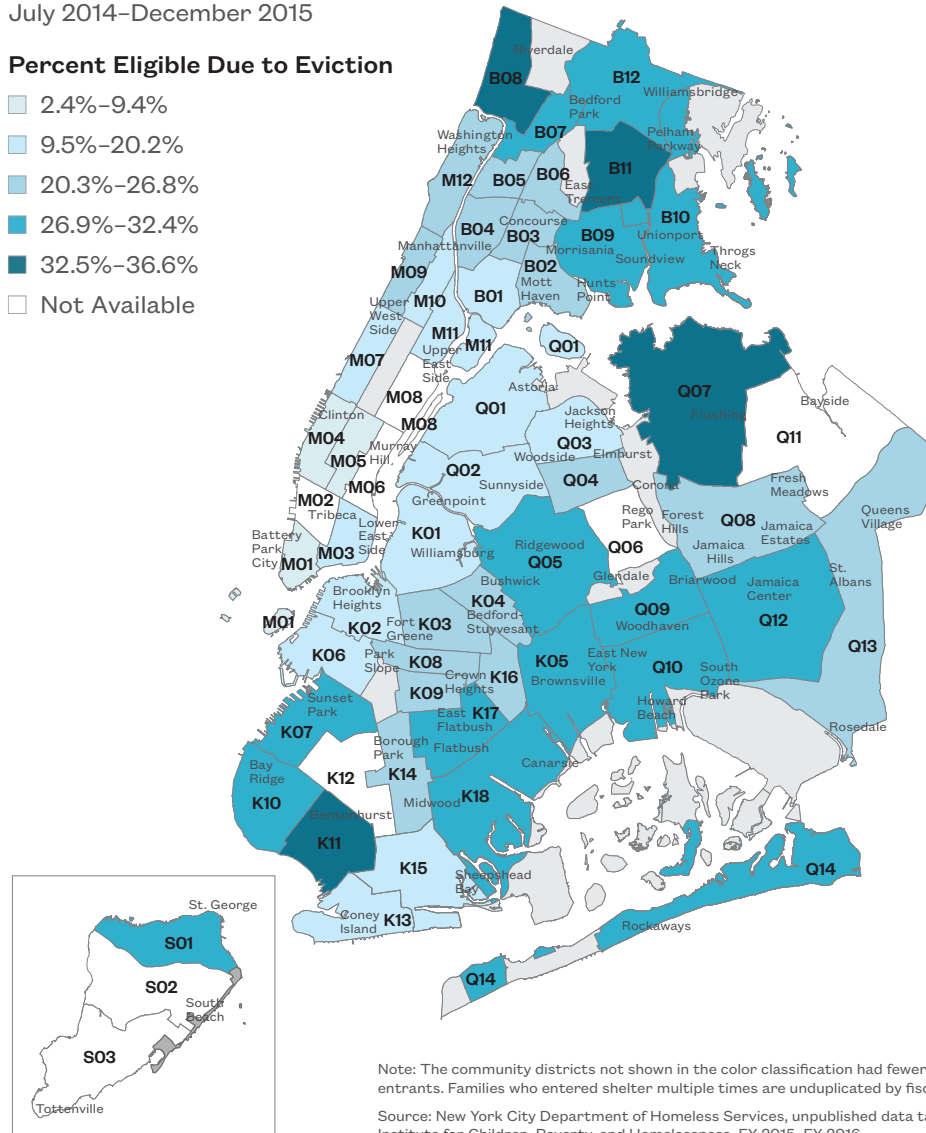 July 2014–December 2015
Percent Eligible Due to Eviction
2.4%–9.4%
9.5%–20.2%
20.3%–26.8%
26.9%–32.4%
32.5%–36.6%
Not Available
Riverdale
B08
B12
Williamsbridge
Bedford
Park
B07
Washington
Heights
Pelham
Parkway
M12
B05
B06
B11
East
Tremont
B04
Concourse
B03
B10
B09
Unionport
Manhattanville
Morrisania
Soundview
Throgs
Neck
M09
B02
Mott
Haven
Hunts
Point
M10
B01
Upper
West
Side
M11
M11
Q01
Upper
East
Side
M07
M08
Astoria
Q07
Flushing
Bayside
Q01
Jackson
Heights
M08
Clinton
M04
Murray
Hill
Q03
Q11
M05
Woodside
Elmhurst
M06
Q02
Sunnyside
Q04
Corona
Fresh
Meadows
M02
Tribeca
Greenpoint
Rego
Park
Forest
Hills
Q08
Jamaica
Estates
Queens
Village
Lower
East
Side
K01
Williamsburg
Battery
Park
City
M03
M01
Ridgewood
Q05
Q06
Jamaica
Hills
Glendale
Briarwood
St.
Albans
Bushwick
Jamaica
Center
Brooklyn
Heights
K04
Bedford-
Stuyvesant
Q09
Woodhaven
Q12
M01
K02
Fort
Greene
K03
K06
Park
Slope
K08
Crown
Heights
K16
K05
Brownsville
East New
York
Q10
South
Ozone
Park
Q13
K09
Sunset
Park
K07
East
Flatbush
K17
Howard
Beach
Rosedale
Borough
Park
Flatbush
Canarsie
Bay
Ridge
K12
K14
K10
Midwood
K18
Bensonhurst
K11
K15
Sheepshead
Bay
Q14
Coney
Island
K13
Rockaways
Q14
St. George
S01
S02
South
Beach
S03
Tottenville
Note: The community districts not shown in the color classification had fewer
entrants. Families who entered shelter multiple times are unduplicated by fisc
Source: New York City Department of Homeless Services, unpublished data ta